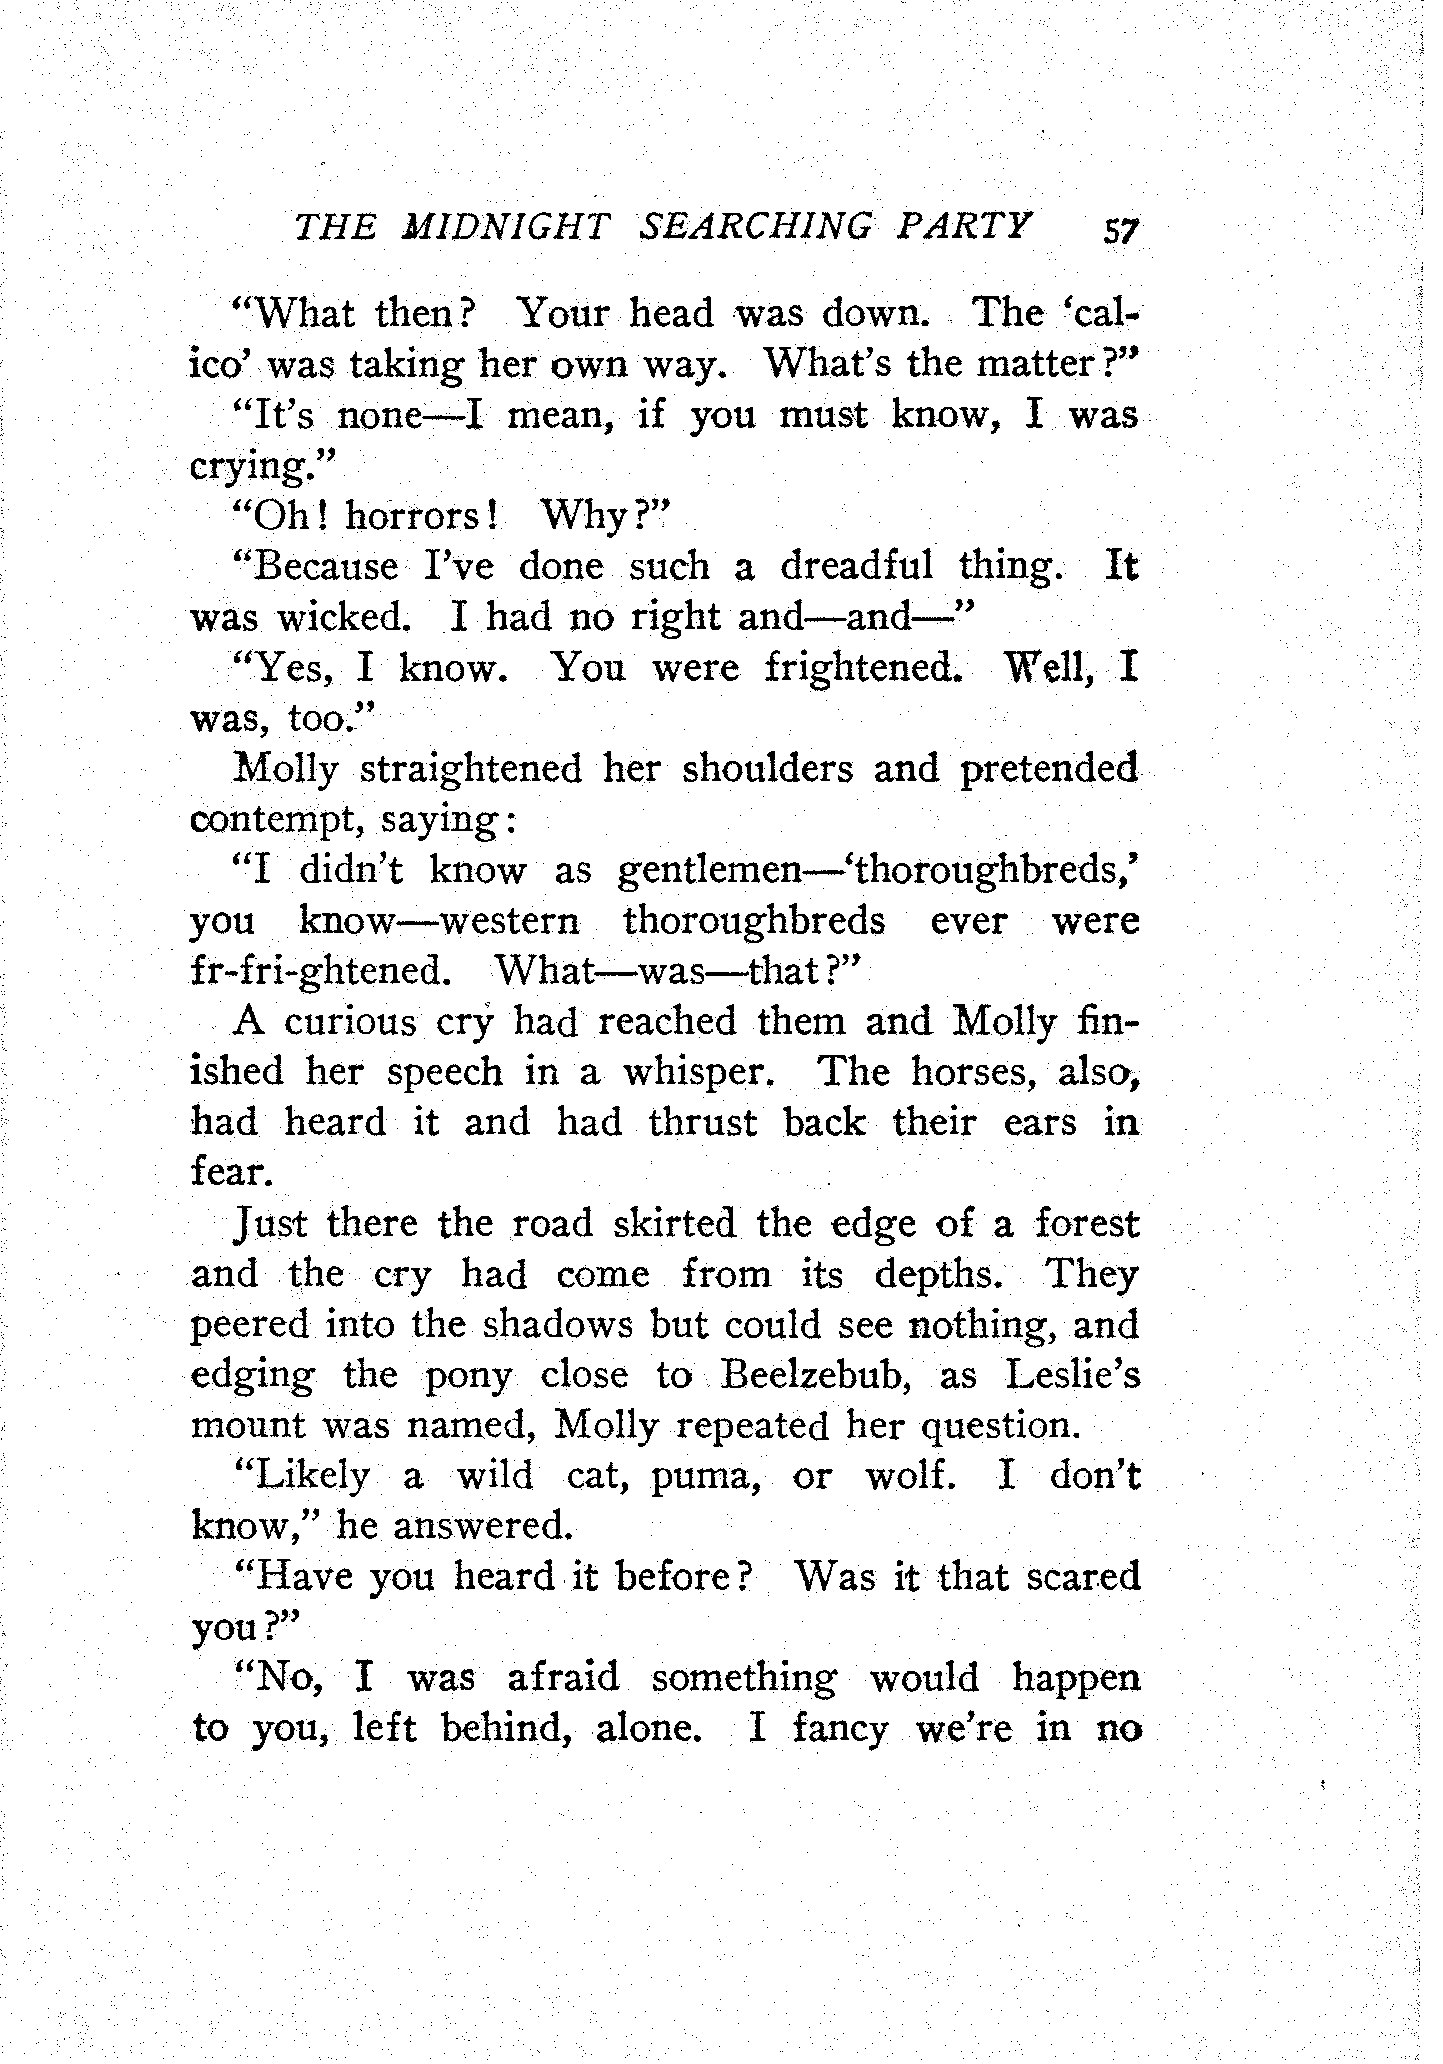 THE MIDNIGHT SEARCHING PARTY 57
“What then? Your head was down. The ‘cal-
ico’ was taking her own way. What’s the matter?”
“It’s none—I mean, if you must know, I was
crying.”
“Oh! horrors! Why?”
“Because I’ve done such a dreadful thing. It
was wicked. I had no right and—and—”
“Yes, I know. You were frightened. Well, I
was, too.”
Molly straightened her shoulders and pretended
contempt, saying:
“I didn’t know as gentlemen—‘thoroughbreds,’
you know—western thoroughbreds ever were
fr-fri-ghtened. What—was—that?”
A curious cry had reached them and Molly fin-
ished her speech in a whisper. The horses, also,
had heard it and had thrust back their ears in
fear.
Just there the road skirted the edge of a forest
and the cry had come from its depths. They
peered into the shadows but could see nothing, and
edging the pony close to Beelzebub, as Leslie’s
mount was named, Molly repeated her question.
“Likely a wild cat, puma, or wolf. I don’t
know,” he answered.
“Have you heard it before? Was it that scared
you?”
“No, I was afraid something would happen
to you, left behind, alone. I fancy we’re in no